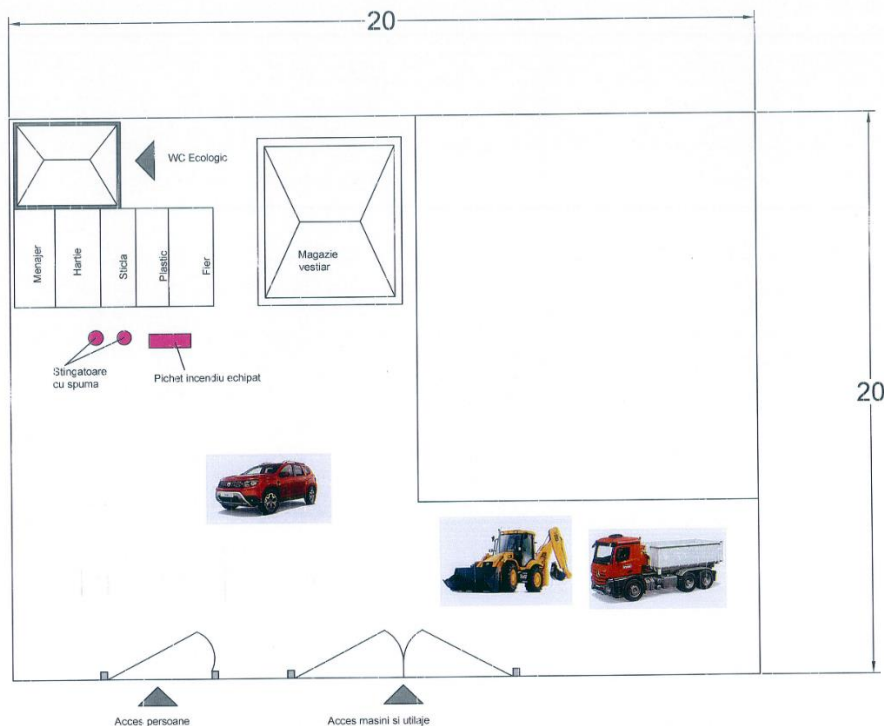 20
WC Ecologic
Menajer
Hartie
Sticla
Plastic
Fier
Magazie
vestiar
Stingatoare
cu spuma
Pichet incendiu echipat
20
Acces persoane
Acces masini si utilaje